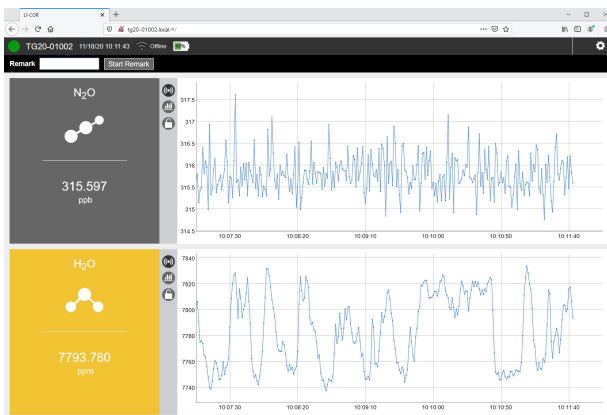 LI-COR
tg20-01002.local/#/
TG20-01002 11/18/20 10:11:43 Offline
Remark Start Remark
N₂O
315.597
ppb
317.5
317
316.5
316
315.5
315
314.5
10:07:30 10:08:20 10:09:10 10:10:00 10:10:50 10:11:40
H₂O
7793.780
ppm
7840
7820
7800
7780
7760
7740
10:07:30 10:08:20 10:09:10 10:10:00 10:10:50 10:11:40